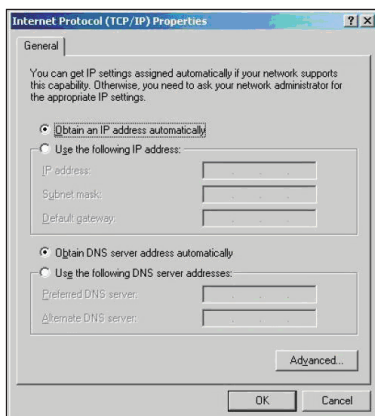 Internet Protocol (TCP/IP) Properties
General
You can get IP settings assigned automatically if your network supports
this capability. Otherwise, you need to ask your network administrator for
the appropriate IP settings.
Obtain an IP address automatically
Use the following IP address:
IP address:
Subnet mask:
Default gateway:
Obtain DNS server address automatically
Use the following DNS server addresses:
Preferred DNS server:
Alternate DNS server:
Advanced...
OK
Cancel